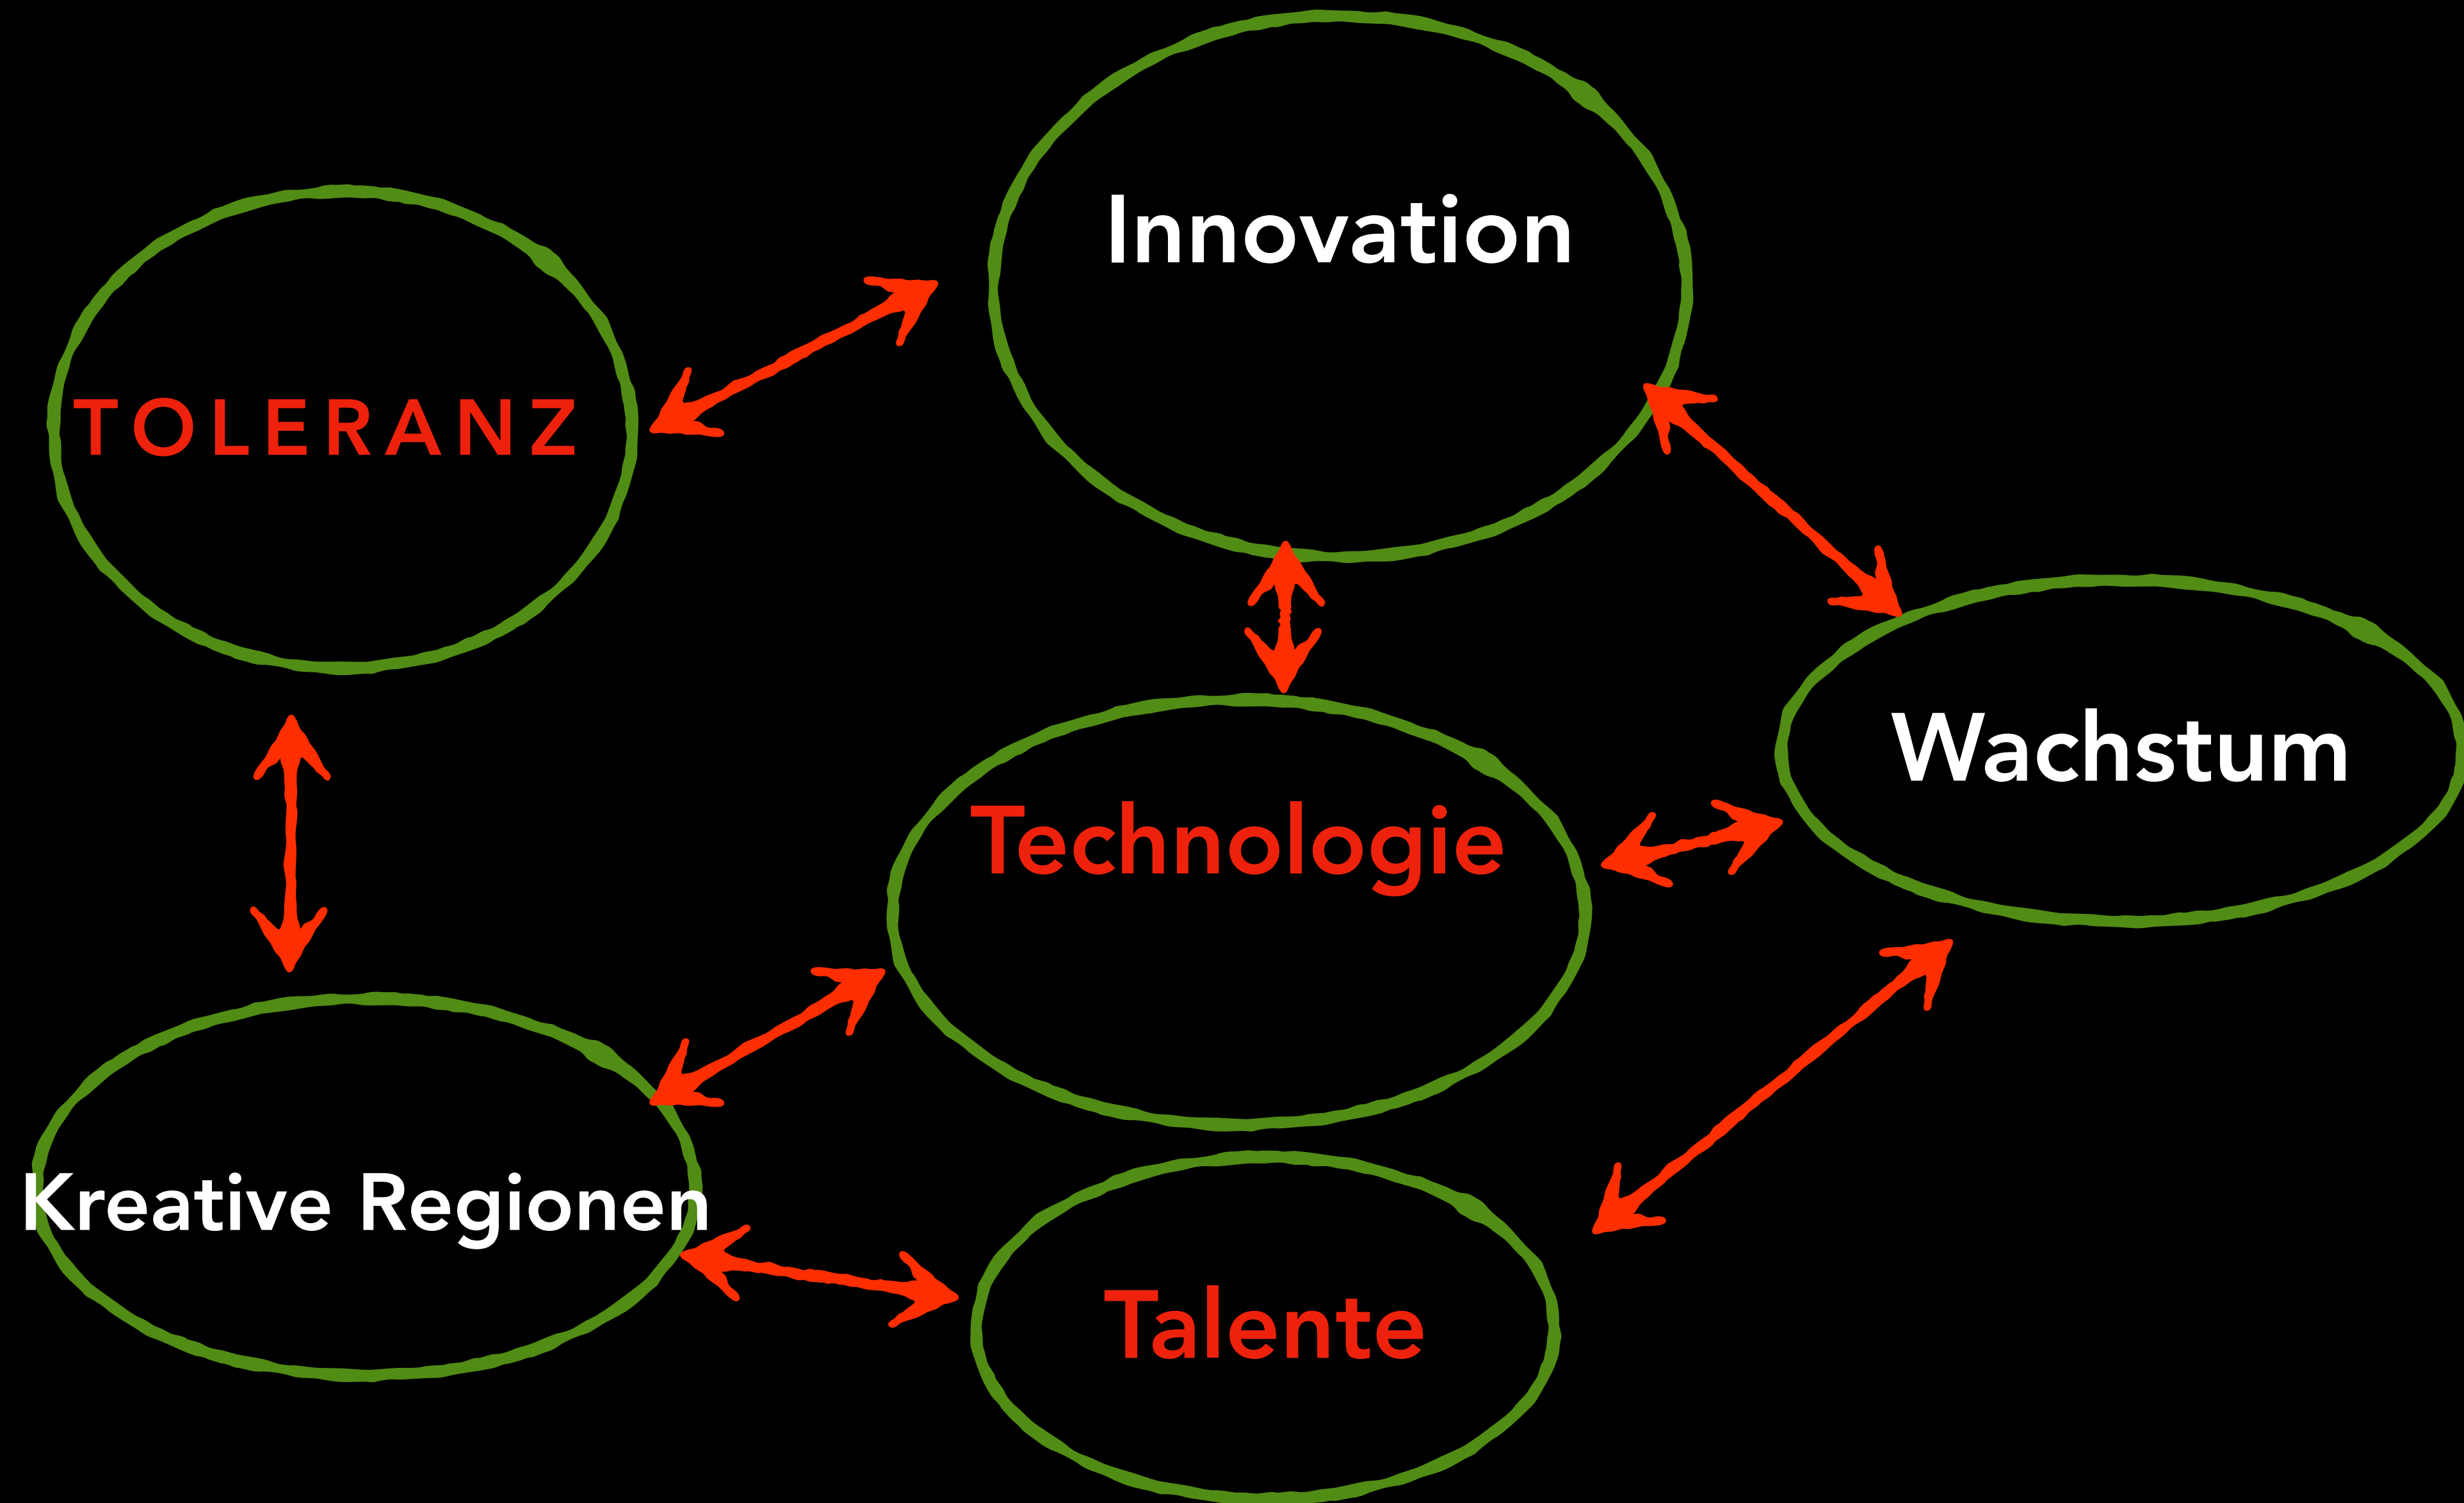 Innovation
TOLERANZ
Wachstum
Technologie
Kreative Regionen
Talente